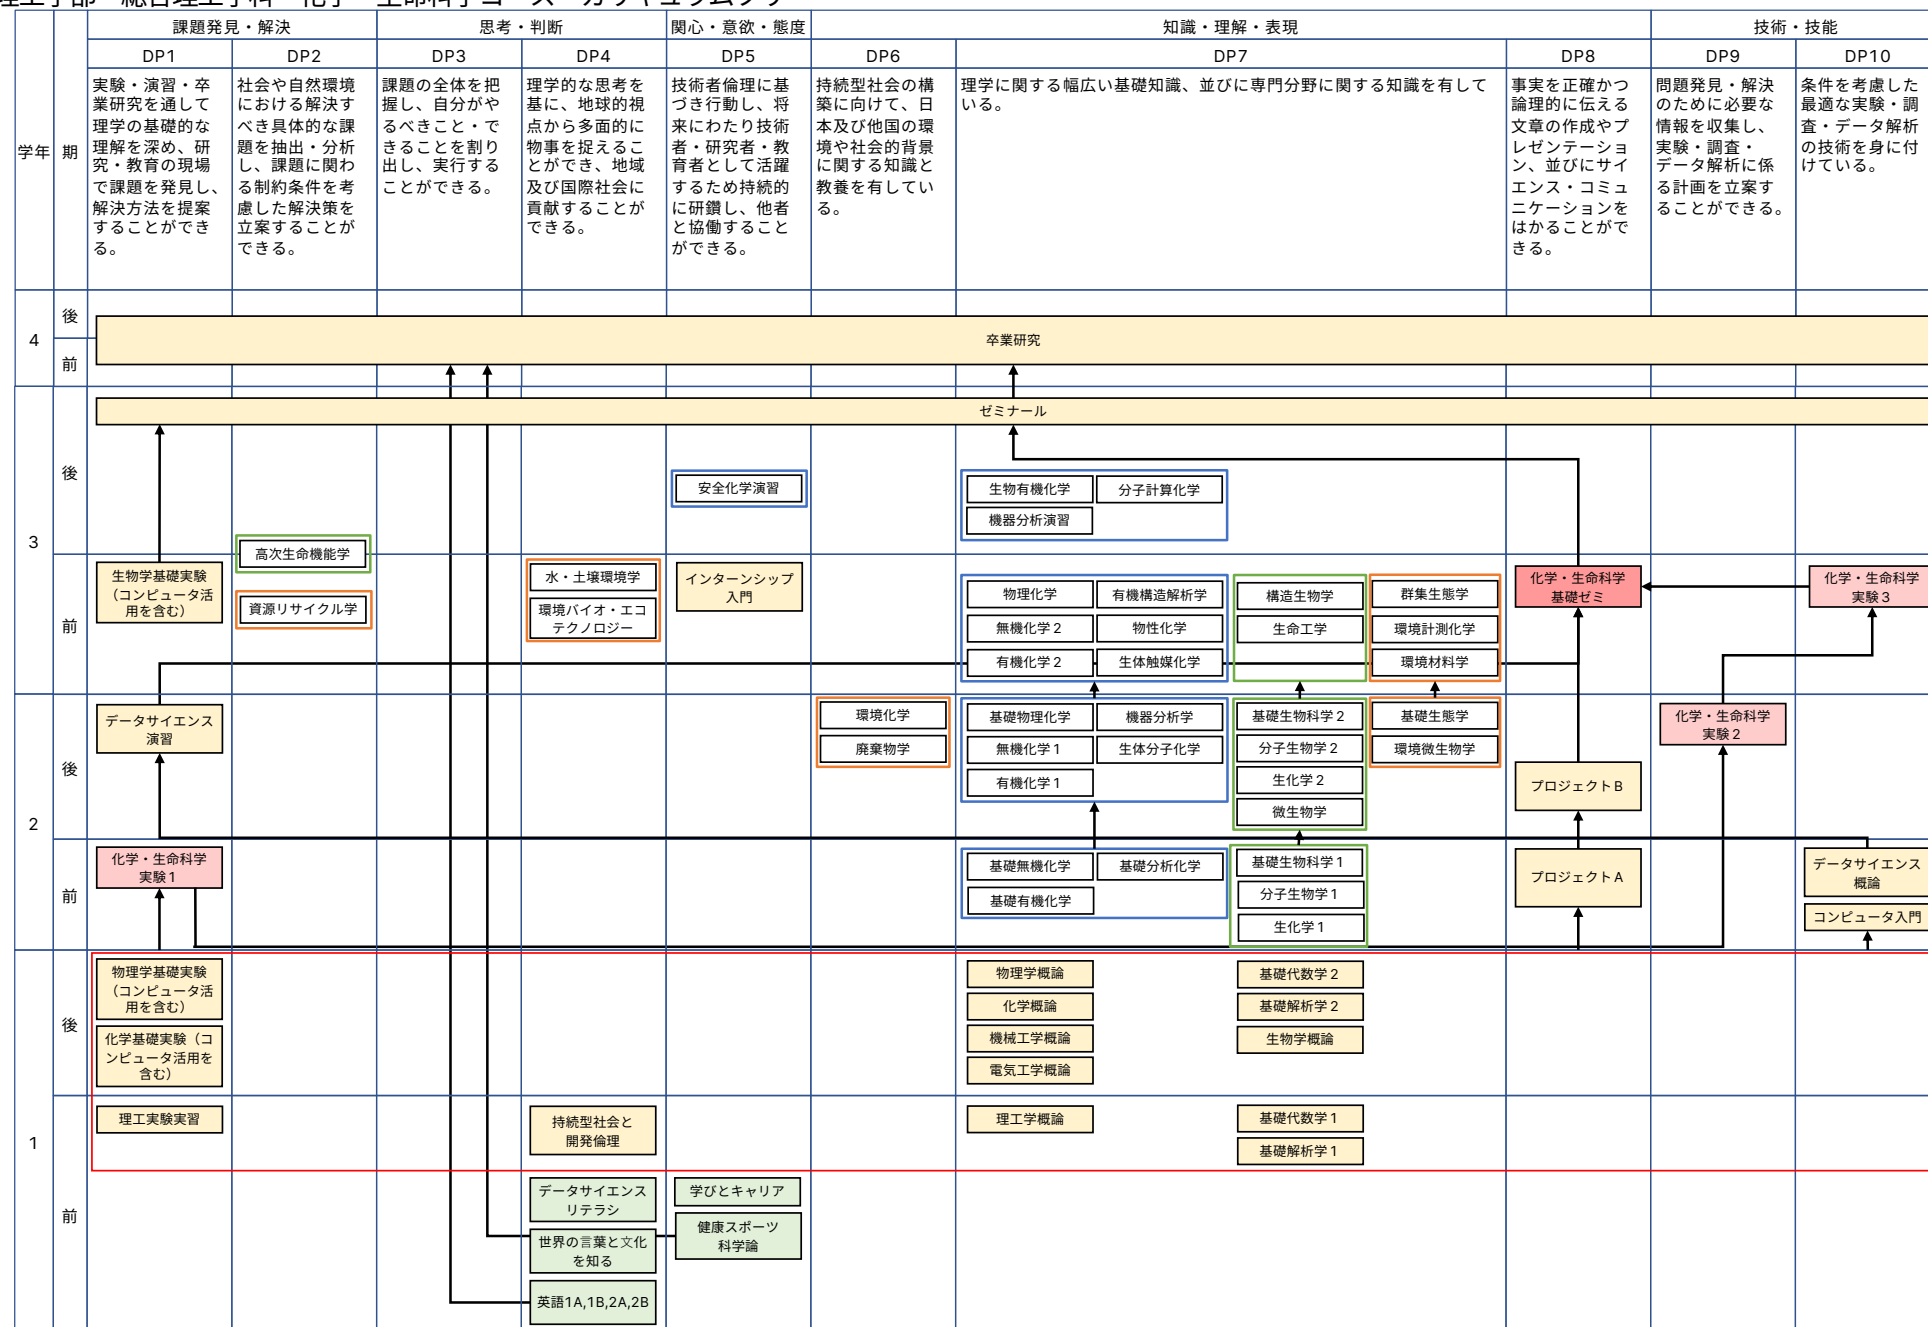 理工学部　総合理工学科　化学・生命科学コース　カリキュラムツリー
課題発見・解決
思考・判断
関心・意欲・態度
知識・理解・表現
技術・技能
学年
期
DP1
DP2
DP3
DP4
DP5
DP6
DP7
DP8
DP9
DP10
実験・演習・卒
業研究を通して
理学の基礎的な
理解を深め、研
究・教育の現場
で課題を発見し、
解決方法を提案
することができ
る。
社会や自然環境
における解決す
べき具体的な課
題を抽出・分析
し、課題に関わ
る制約条件を考
慮した解決策を
立案することが
できる。
課題の全体を把
握し、自分がや
るべきこと・で
きることを割り
出し、実行する
ことができる。
理学的な思考を
基に、地球的視
点から多面的に
物事を捉えるこ
とができ、地域
及び国際社会に
貢献することが
できる。
技術者倫理に基
づき行動し、将
来にわたり技術
者・研究者・教
育者として活躍
するため持続的
に研鑽し、他者
と協働すること
ができる。
持続型社会の構
築に向けて、日
本及び他国の環
境や社会的背景
に関する知識と
教養を有してい
る。
理学に関する幅広い基礎知識、並びに専門分野に関する知識を有して
いる。
事実を正確かつ
論理的に伝える
文章の作成やプ
レゼンテーショ
ン、並びにサイ
エンス・コミュ
ニケーションを
はかることがで
きる。
問題発見・解決
のために必要な
情報を収集し、
実験・調査・
データ解析に係
る計画を立案す
ることができる。
条件を考慮した
最適な実験・調
査・データ解析
の技術を身に付
けている。
4
後
前
卒業研究
3
後
ゼミナール
安全化学演習
生物有機化学
分子計算化学
機器分析演習
高次生命機能学
前
生物学基礎実験
（コンピュータ活
用を含む）
資源リサイクル学
水・土壌環境学
環境バイオ・エコ
テクノロジー
インターンシップ
入門
物理化学
有機構造解析学
無機化学２
物性化学
有機化学２
生体触媒化学
構造生物学
生命工学
群集生態学
環境計測化学
環境材料学
化学・生命科学
基礎ゼミ
化学・生命科学
実験３
2
後
データサイエンス
演習
環境化学
廃棄物学
基礎物理化学
機器分析学
無機化学１
生体分子化学
有機化学１
基礎生物科学２
分子生物学２
生化学２
微生物学
基礎生態学
環境微生物学
プロジェクトＢ
化学・生命科学
実験２
前
化学・生命科学
実験１
基礎無機化学
基礎分析化学
基礎有機化学
基礎生物科学１
分子生物学１
生化学１
プロジェクトＡ
データサイエンス
概論
コンピュータ入門
1
後
物理学基礎実験
（コンピュータ活
用を含む）
化学基礎実験（コ
ンピュータ活用を
含む）
物理学概論
化学概論
機械工学概論
電気工学概論
基礎代数学２
基礎解析学２
生物学概論
前
理工実験実習
持続型社会と
開発倫理
理工学概論
基礎代数学１
基礎解析学１
データサイエンス
リテラシ
学びとキャリア
世界の言葉と文化
を知る
健康スポーツ
科学論
英語1A,1B,2A,2B